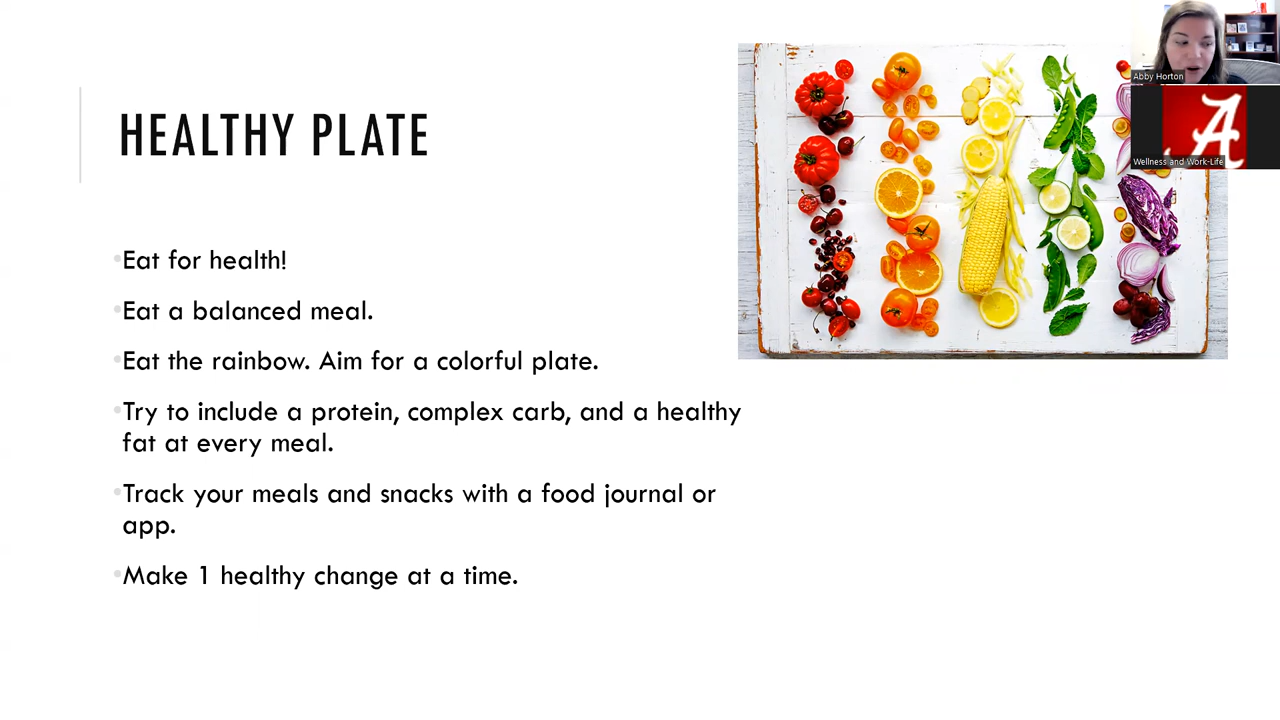 HEALTHY PLATE
•Eat for health!
•Eat a balanced meal.
•Eat the rainbow. Aim for a colorful plate.
•Try to include a protein, complex carb, and a healthy
fat at every meal.
•Track your meals and snacks with a food journal or
app.
•Make 1 healthy change at a time.
Abby Horton
A
Wellness and Work-Life